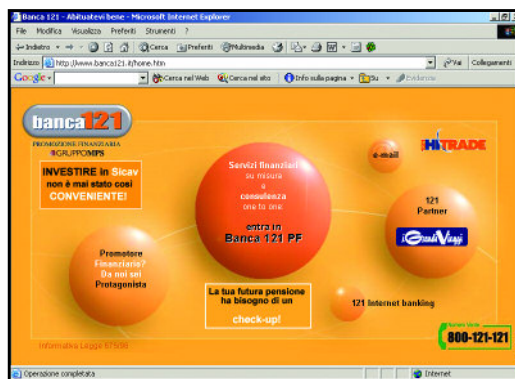 Banca 121 - Abituatevi bene - Microsoft Internet Explorer
File Modifica Visualizza Preferiti Strumenti ?
Indietro Cerca Preferiti Multimedia
Indirizzo http://www.banca121.it/home.htm Vai Collegamenti
Google Cerca nel Web Cerca nel sito Info sulla pagina Su Evidenzia
banca121
PROMOZIONE FINANZIARIA
GRUPPOMPS
INVESTIRE in Sicav
non è mai stato così
CONVENIENTE!
Servizi finanziari
su misura
e
consulenza
one to one:
entra in
Banca 121 PF
e-mail
HiTRADE
121
Partner
i Grandi Viaggi
Promotore
Finanziario?
Da noi sei
Protagonista
La tua futura pensione
ha bisogno di un
check-up!
121 Internet banking
Numero Verde
800-121-121
Informativa Legge 675/96
Operazione completata Internet